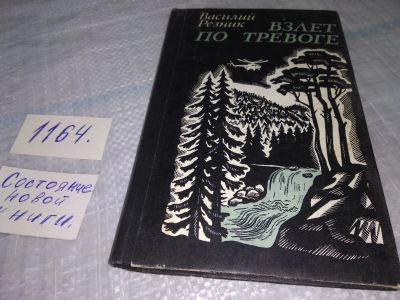 Василий
Резник
ВЗЛЕТ
ПО ТРЕВОГЕ
1164.
Состояние
новой
книги.